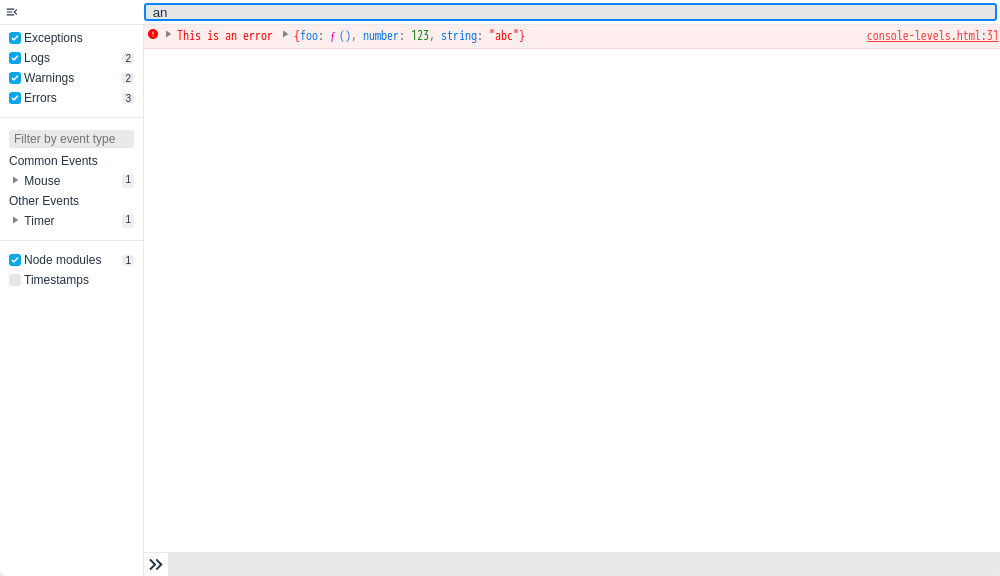 an
Exceptions
Logs 2
Warnings 2
Errors 3
Filter by event type
Common Events
Mouse 1
Other Events
Timer 1
Node modules 1
Timestamps
This is an error {foo: ƒ (), number: 123, string: "abc"} console-levels.html:31